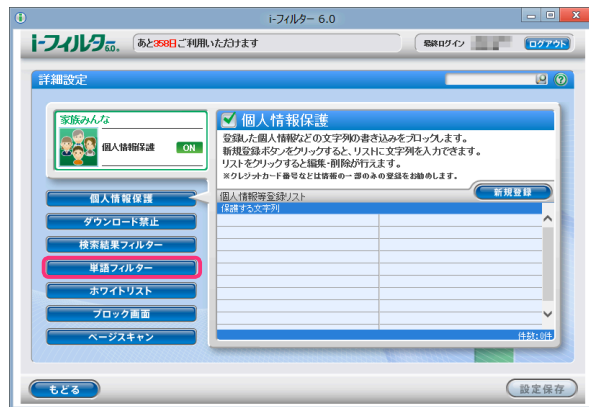 i-フィルター 6.0
i-フィルター6.0.
あと358日ご利用いただけます
最終ログイン
ログアウト
詳細設定
家族みんな
個人情報保護 ON
個人情報保護
ダウンロード禁止
検索結果フィルター
単語フィルター
ホワイトリスト
ブロック画面
ページスキャン
個人情報保護
登録した個人情報などの文字列の書き込みをブロックします。
新規登録ボタンをクリックすると、リストに文字列を入力できます。
リストをクリックすると編集・削除が行えます。
※クレジットカード番号などは情報の一部のみの登録をお勧めします。
個人情報等登録リスト
新規登録
保護する文字列
件数:0件
もどる
設定保存